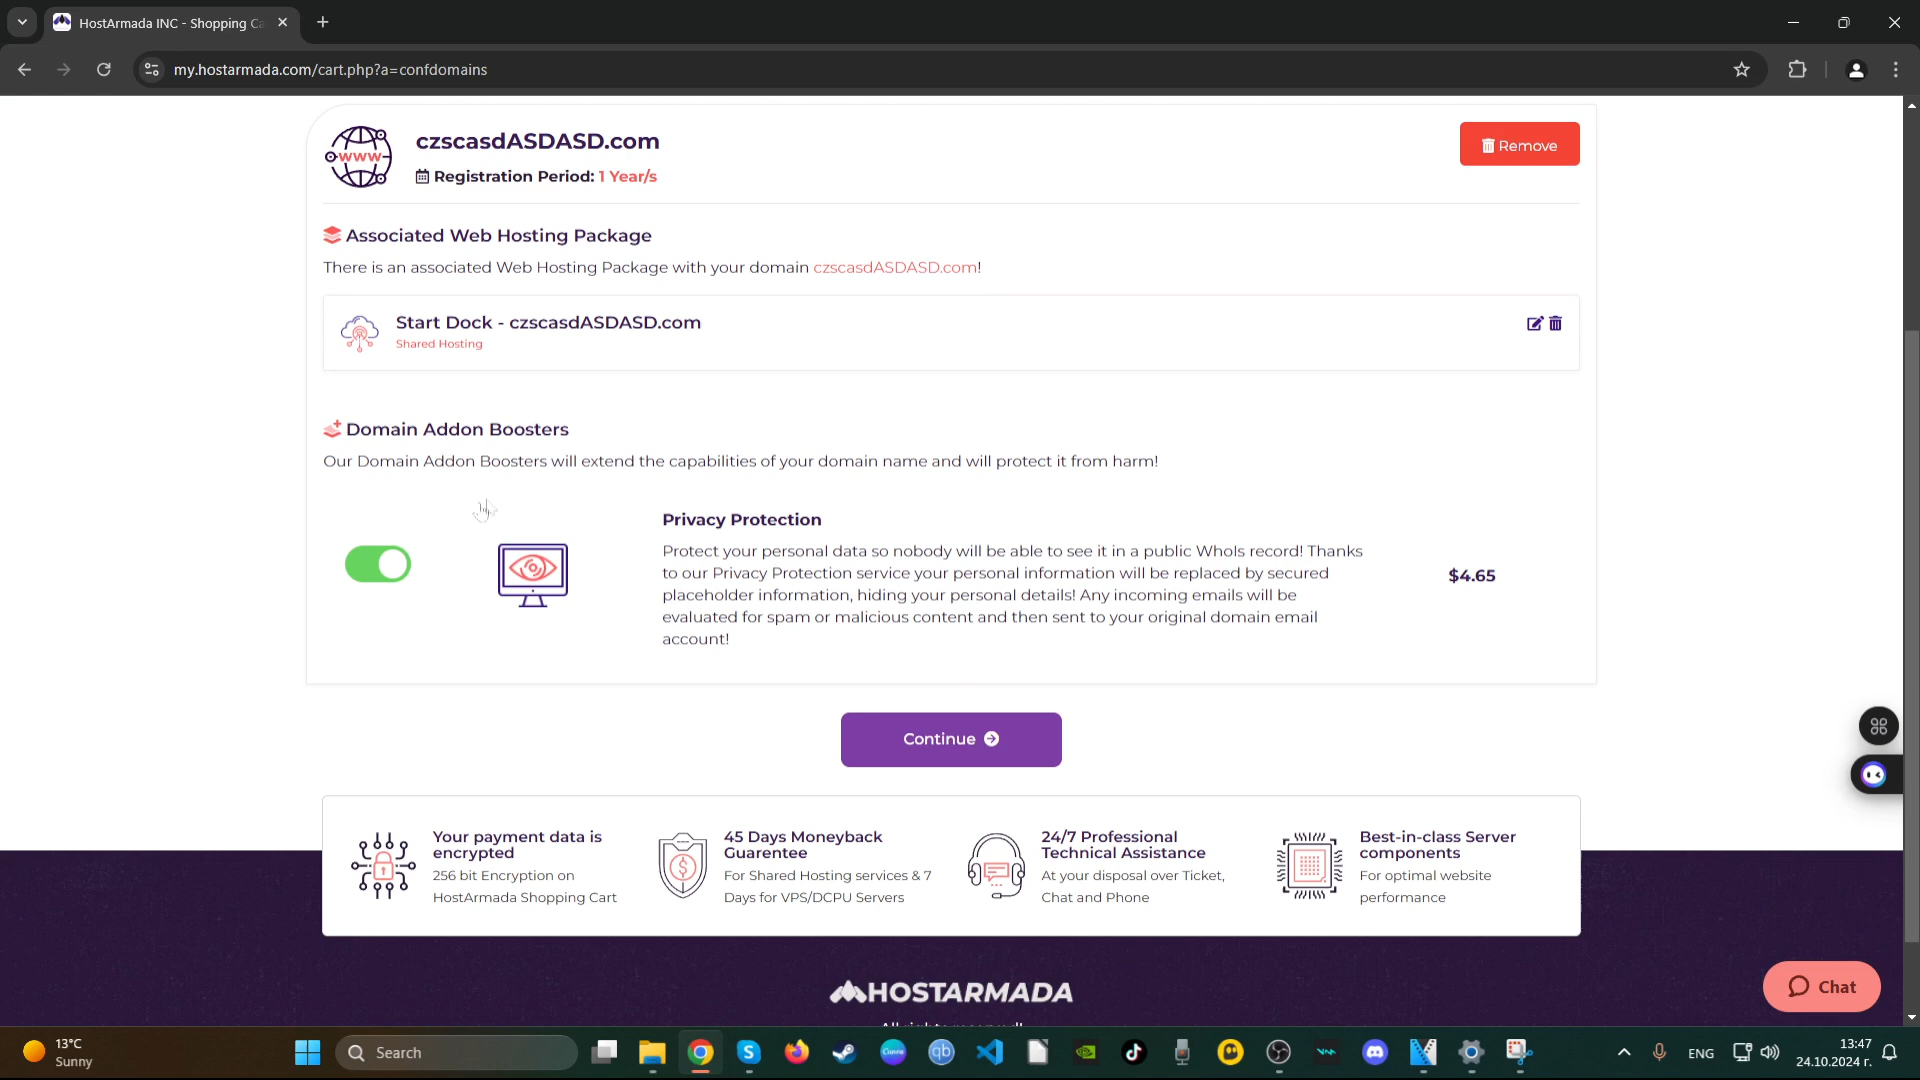 HostArmada INC - Shopping Ca
my.hostarmada.com/cart.php?a=confdomains
www
czscasdASDASD.com
Remove
Registration Period: 1 Year/s
Associated Web Hosting Package
There is an associated Web Hosting Package with your domain czscasdASDASD.com!
Start Dock - czscasdASDASD.com
Shared Hosting
Domain Addon Boosters
Our Domain Addon Boosters will extend the capabilities of your domain name and will protect it from harm!
Privacy Protection
Protect your personal data so nobody will be able to see it in a public WhoIs record! Thanks
to our Privacy Protection service your personal information will be replaced by secured
placeholder information, hiding your personal details! Any incoming emails will be
evaluated for spam or malicious content and then sent to your original domain email
account!
$4.65
Continue
Your payment data is
encrypted
256 bit Encryption on
HostArmada Shopping Cart
45 Days Moneyback
Guarentee
For Shared Hosting services & 7
Days for VPS/DCPU Servers
24/7 Professional
Technical Assistance
At your disposal over Ticket,
Chat and Phone
Best-in-class Server
components
For optimal website
performance
HOSTARMADA
Chat
13°C
Sunny
Search
Canva
qb
ENG
13:47
24.10.2024 г.